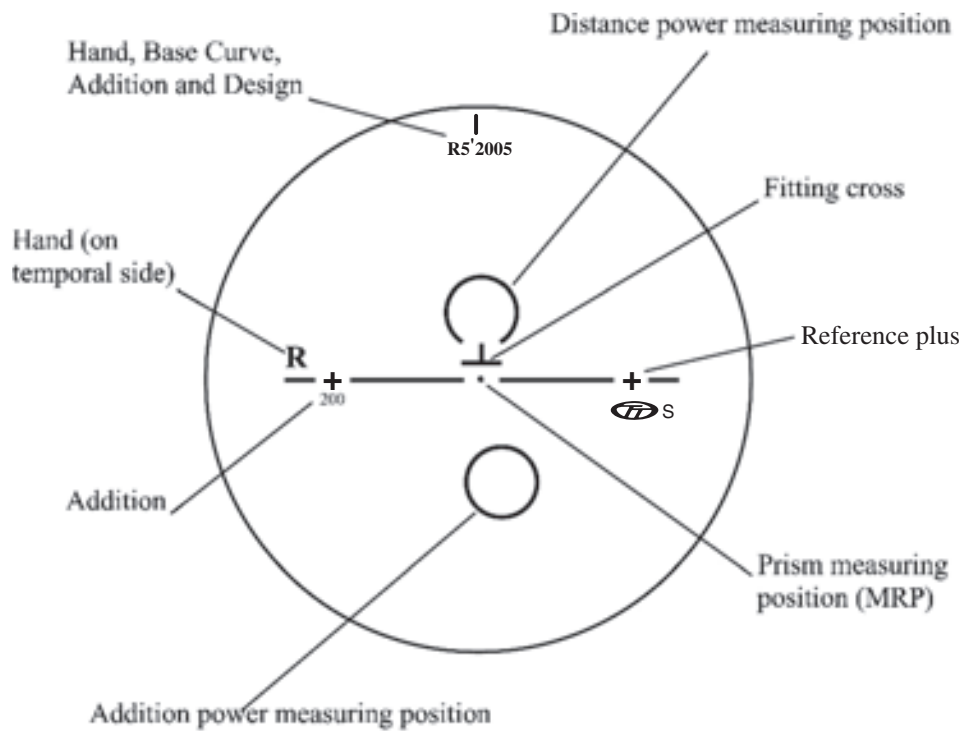 Distance power measuring position
Hand, Base Curve,
Addition and Design
R5'2005
Fitting cross
Hand (on
temporal side)
R
Reference plus
200
S
Addition
Prism measuring
position (MRP)
Addition power measuring position